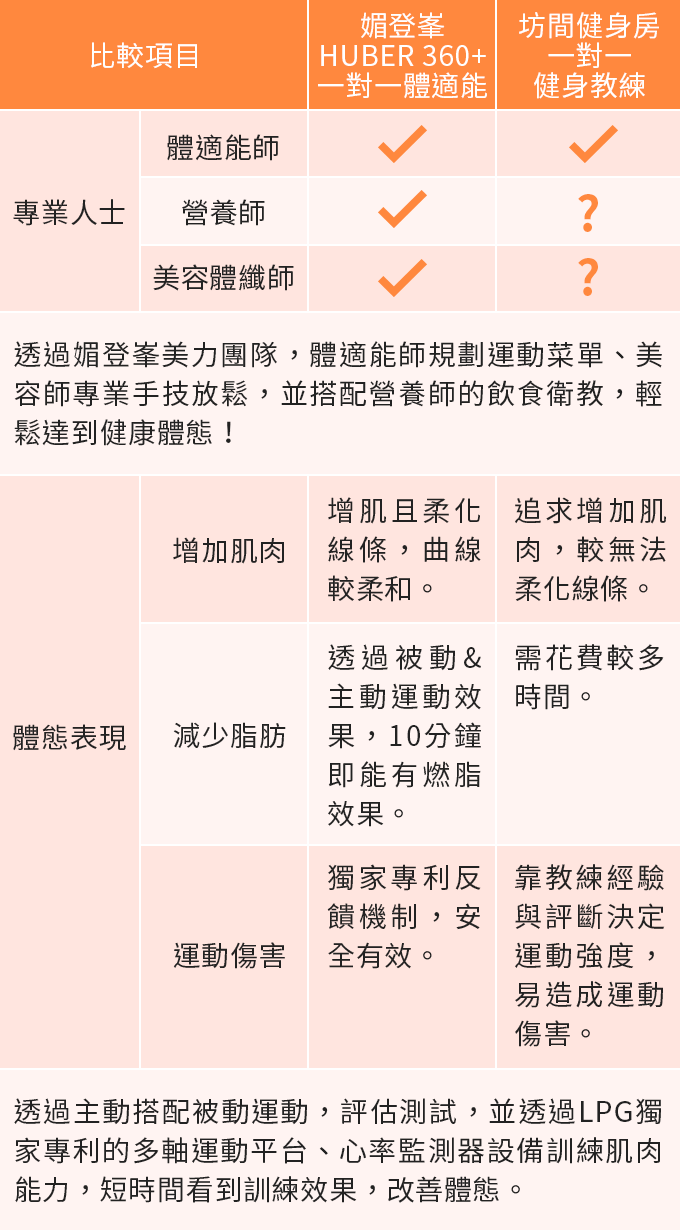 比較項目
媚登峯
HUBER 360+
一對一體適能
坊間健身房
一對一
健身教練
專業人士
體適能師
營養師
?
美容體纖師
?
透過媚登峯美力團隊，體適能師規劃運動菜單、美
容師專業手技放鬆，並搭配營養師的飲食衛教，輕
鬆達到健康體態！
體態表現
增加肌肉
增肌且柔化
線條，曲線
較柔和。
追求增加肌
肉，較無法
柔化線條。
減少脂肪
透過被動&
主動運動效
果，10分鐘
即能有燃脂
效果。
需花費較多
時間。
運動傷害
獨家專利反
饋機制，安
全有效。
靠教練經驗
與評斷決定
運動強度，
易造成運動
傷害。
透過主動搭配被動運動，評估測試，並透過LPG獨
家專利的多軸運動平台、心率監測器設備訓練肌肉
能力，短時間看到訓練效果，改善體態。